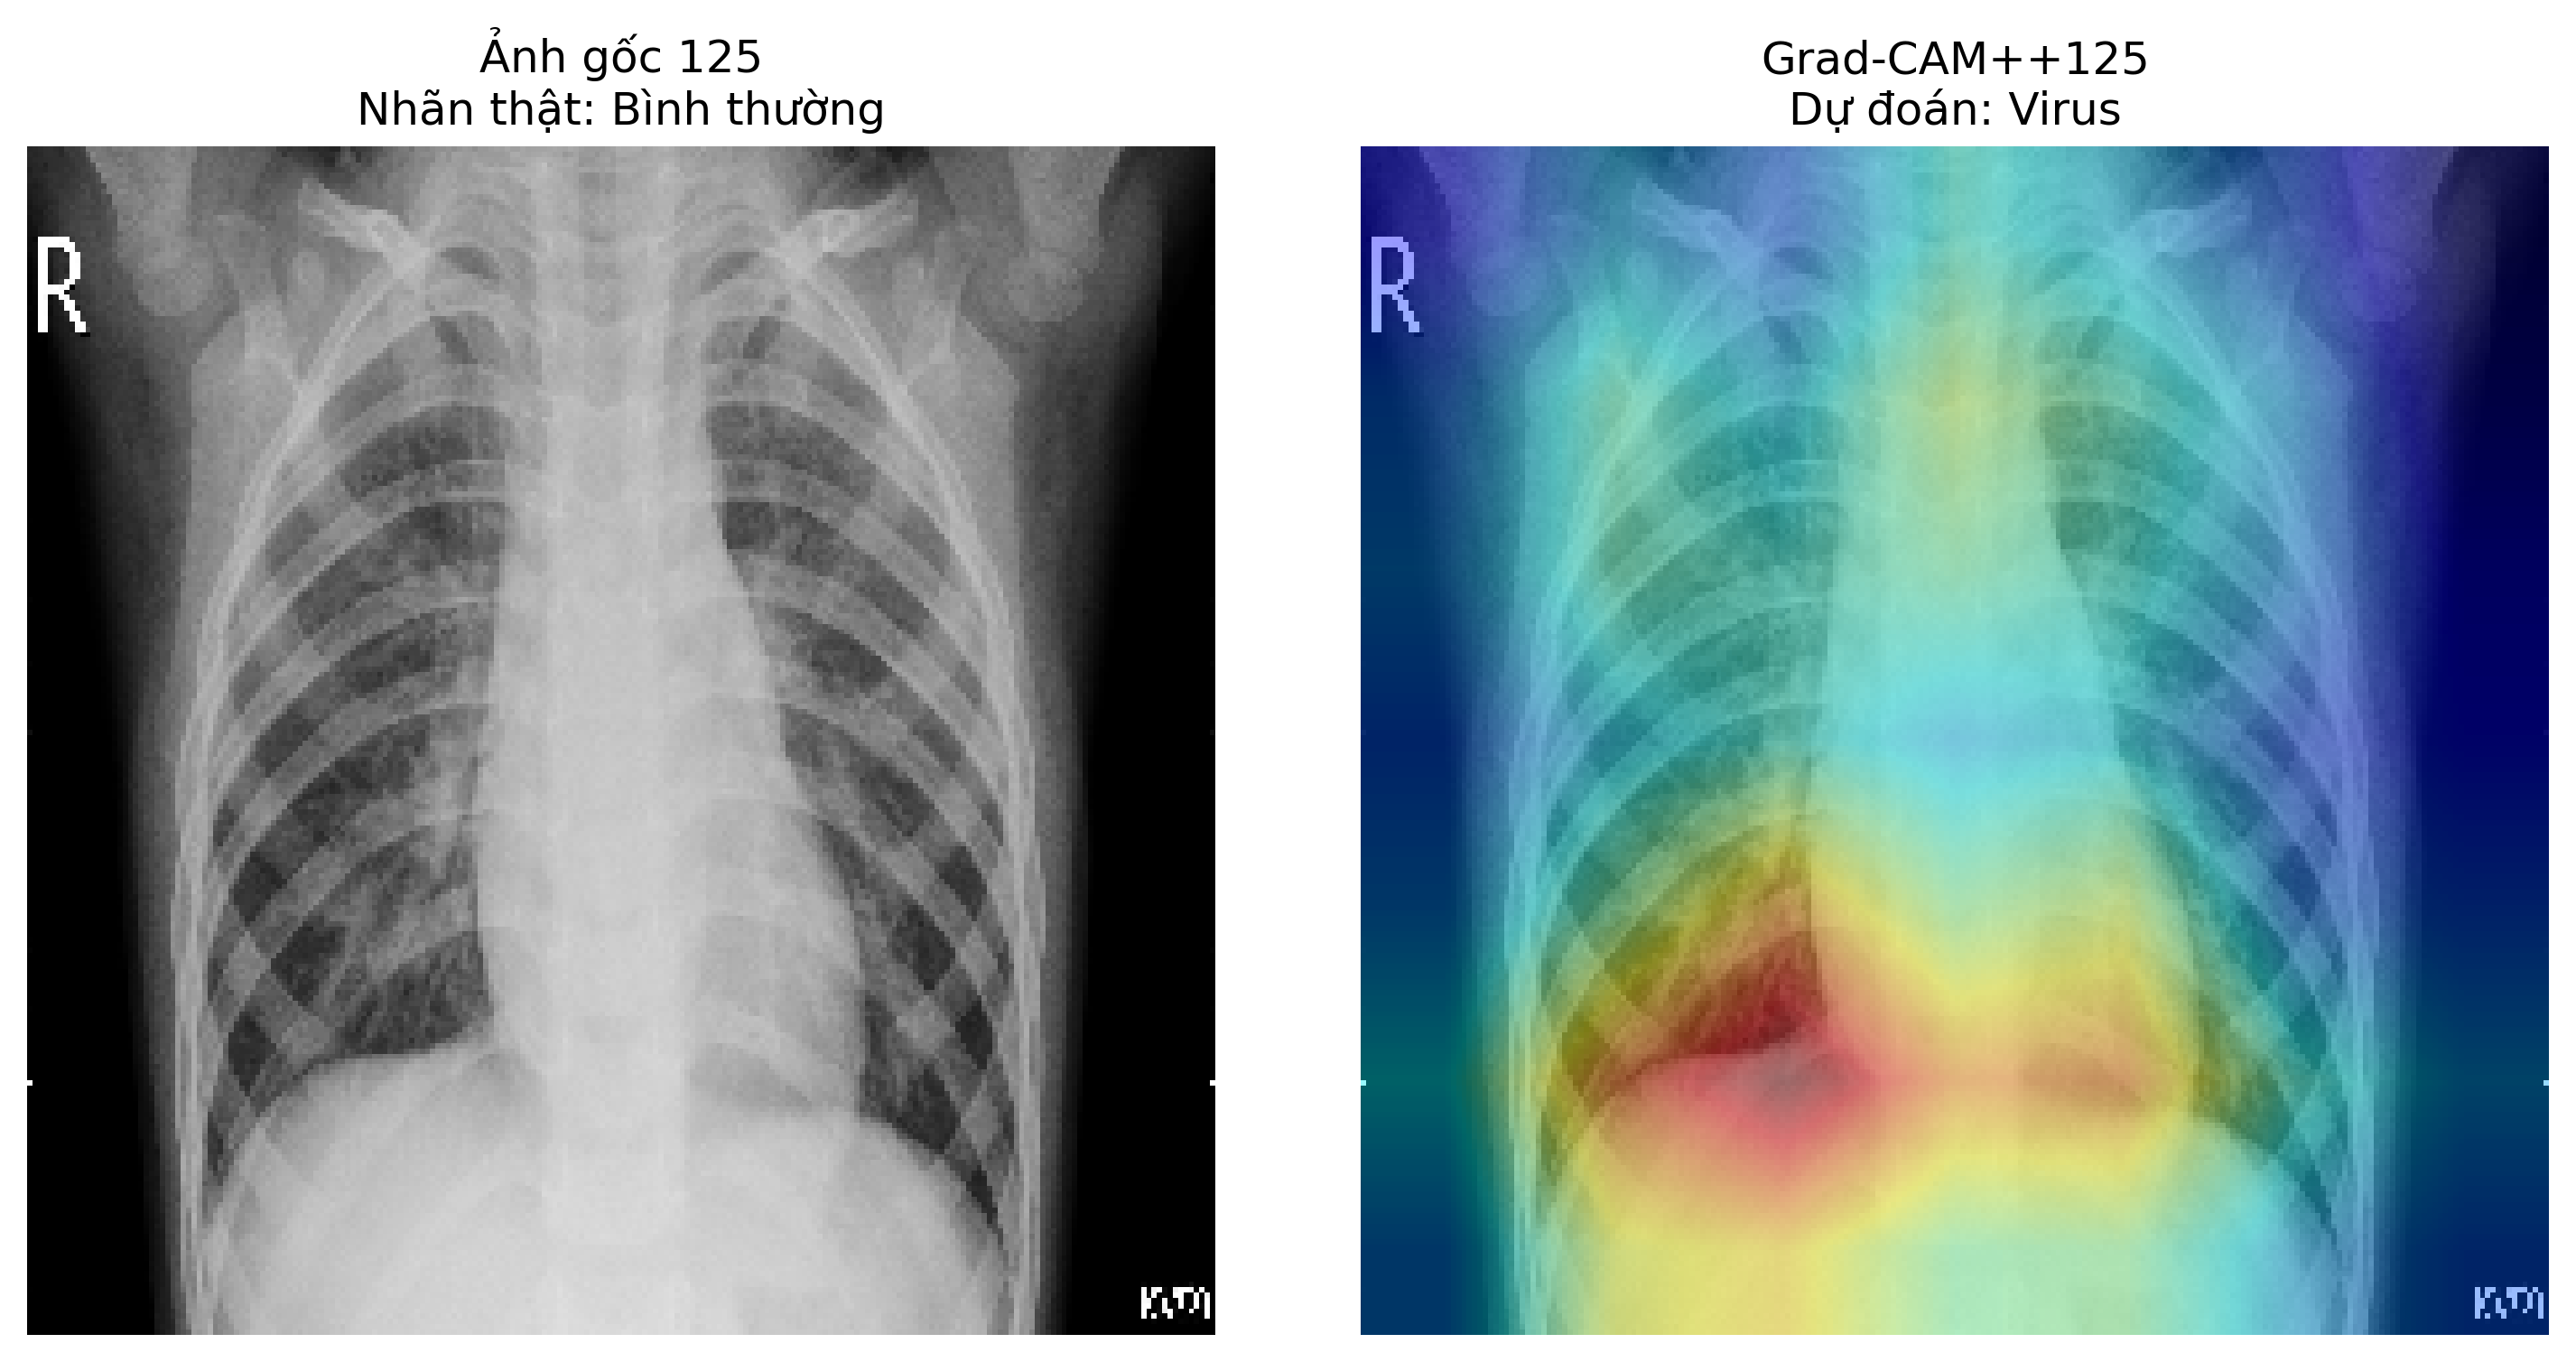 Ảnh gốc 125
Nhãn thật: Bình thường
Grad-CAM++125
Dự đoán: Virus
R
R